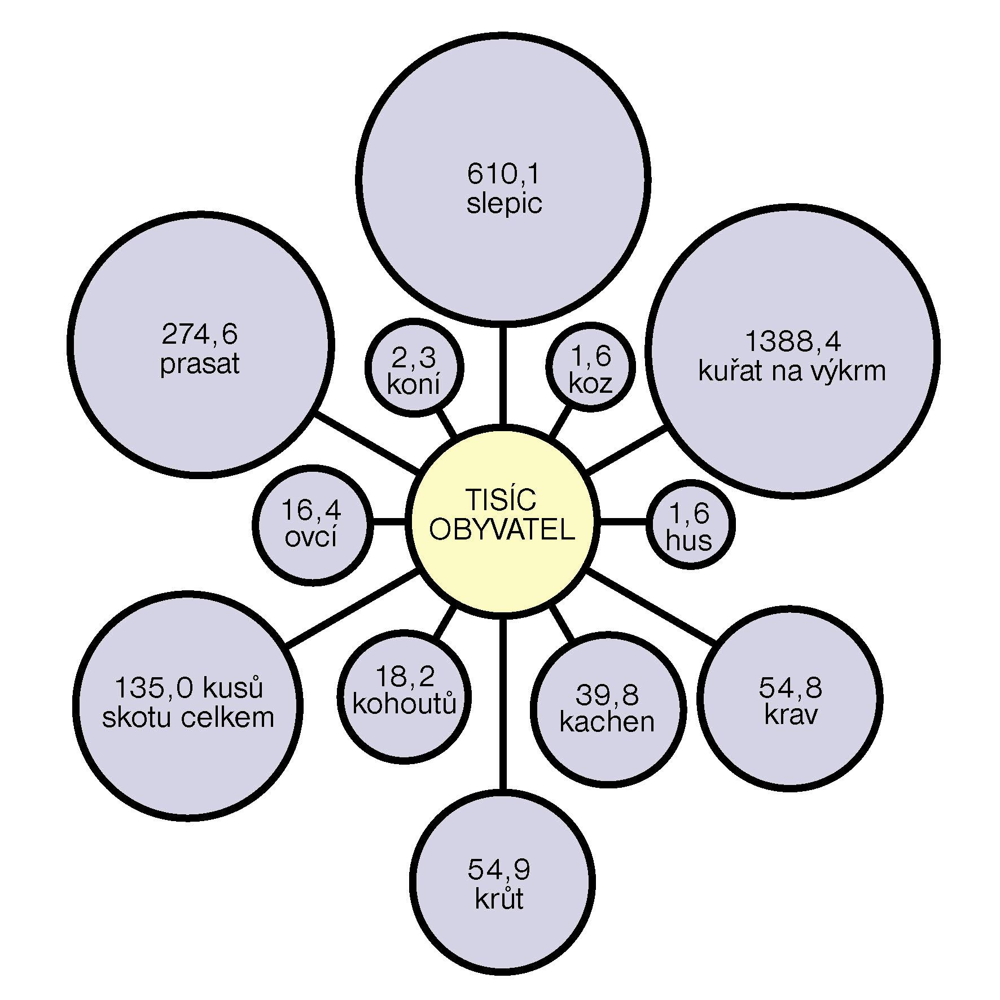 610,1
slepic
274,6
prasat
2,3
koní
1,6
koz
1388,4
kuřat na výkrm
16,4
ovcí
TISÍC
OBYVATEL
1,6
hus
135,0 kusů
skotu celkem
18,2
kohoutů
39,8
kachen
54,8
krav
54,9
krůt